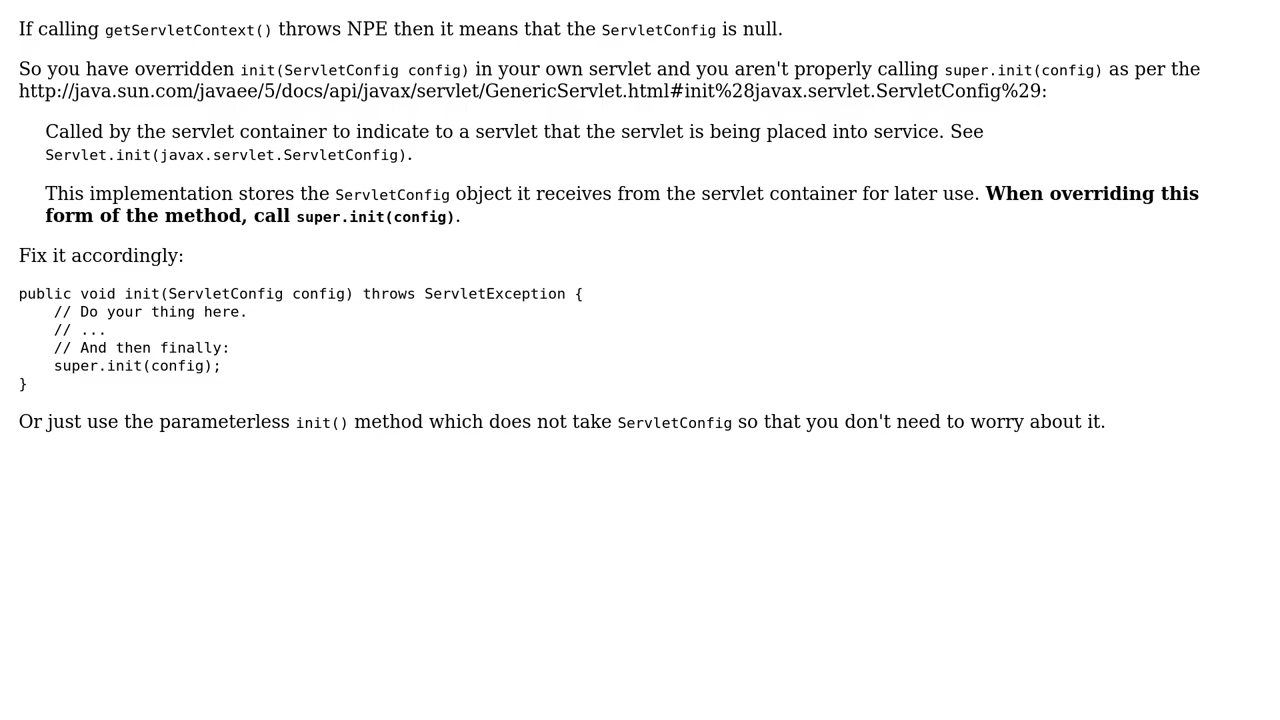 If calling getServletContext() throws NPE then it means that the ServletConfig is null.
So you have overridden init(ServletConfig config) in your own servlet and you aren't properly calling super.init(config) as per the
http://java.sun.com/javaee/5/docs/api/javax/servlet/GenericServlet.html#init%28javax.servlet.ServletConfig%29:
Called by the servlet container to indicate to a servlet that the servlet is being placed into service. See
Servlet.init(javax.servlet.ServletConfig).
This implementation stores the ServletConfig object it receives from the servlet container for later use. When overriding this
form of the method, call super.init(config).
Fix it accordingly:
public void init(ServletConfig config) throws ServletException {
    // Do your thing here.
    // ...
    // And then finally:
    super.init(config);
}
Or just use the parameterless init() method which does not take ServletConfig so that you don't need to worry about it.